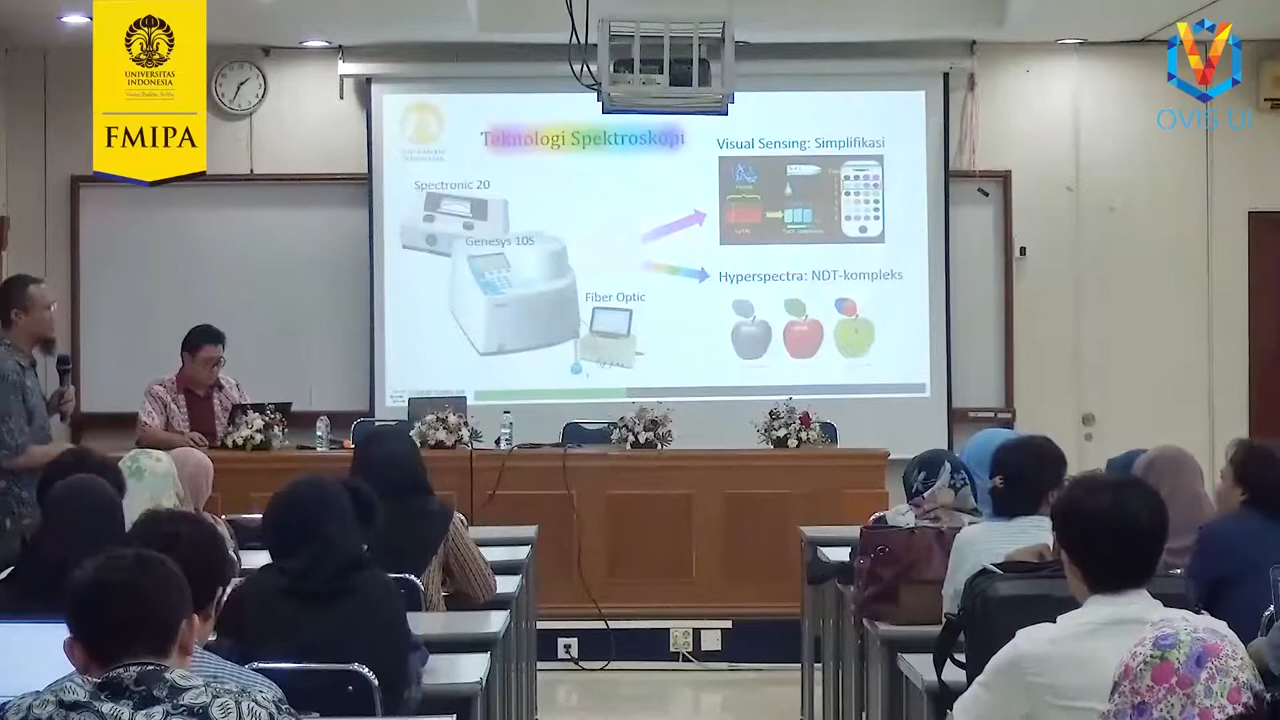 UNIVERSITAS
INDONESIA
FMIPA
OVIS UI
Teknologi Spektroskopi
Spectronic 20
Genesys 10S
Fiber Optic
Visual Sensing: Simplifikasi
Hyperspectra: NDT-kompleks